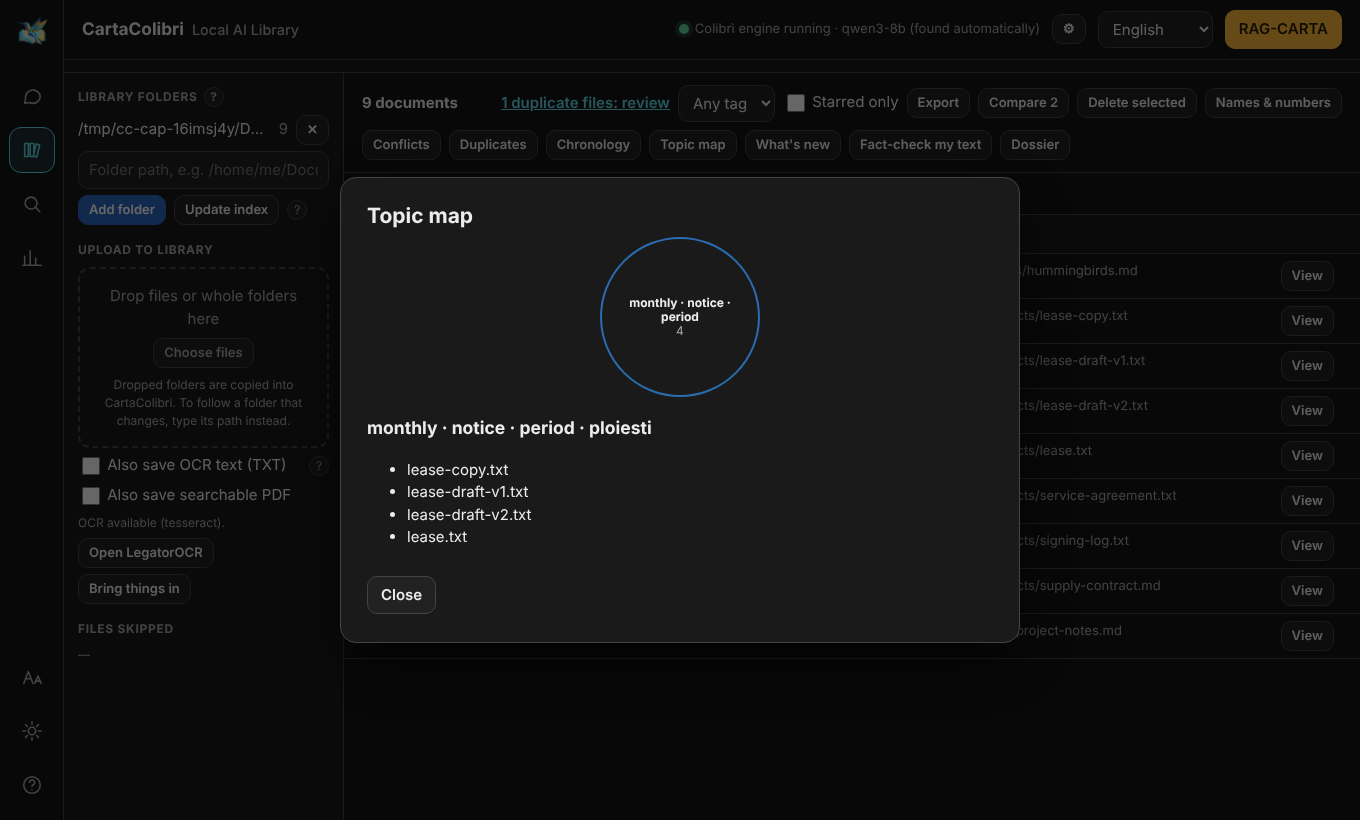 CartaColibri Local AI Library
Colibrì engine running · qwen3-8b (found automatically)
⚙
English
RAG-CARTA
LIBRARY FOLDERS ?
/tmp/cc-cap-16imsj4y/D... 9 ✕
Folder path, e.g. /home/me/Docu
Add folder
Update index
?
UPLOAD TO LIBRARY
Drop files or whole folders
here
Choose files
Dropped folders are copied into
CartaColibri. To follow a folder that
changes, type its path instead.
Also save OCR text (TXT) ?
Also save searchable PDF
OCR available (tesseract).
Open LegatorOCR
Bring things in
FILES SKIPPED
—
9 documents
1 duplicate files: review
Any tag
Starred only
Export
Compare 2
Delete selected
Names & numbers
Conflicts
Duplicates
Chronology
Topic map
What's new
Fact-check my text
Dossier
Topic map
monthly · notice ·
period
4
monthly · notice · period · ploiesti
• lease-copy.txt
• lease-draft-v1.txt
• lease-draft-v2.txt
• lease.txt
Close
/hummingbirds.md View
cts/lease-copy.txt View
cts/lease-draft-v1.txt View
cts/lease-draft-v2.txt View
cts/lease.txt View
cts/service-agreement.txt View
cts/signing-log.txt View
cts/supply-contract.md View
project-notes.md View
AA
?